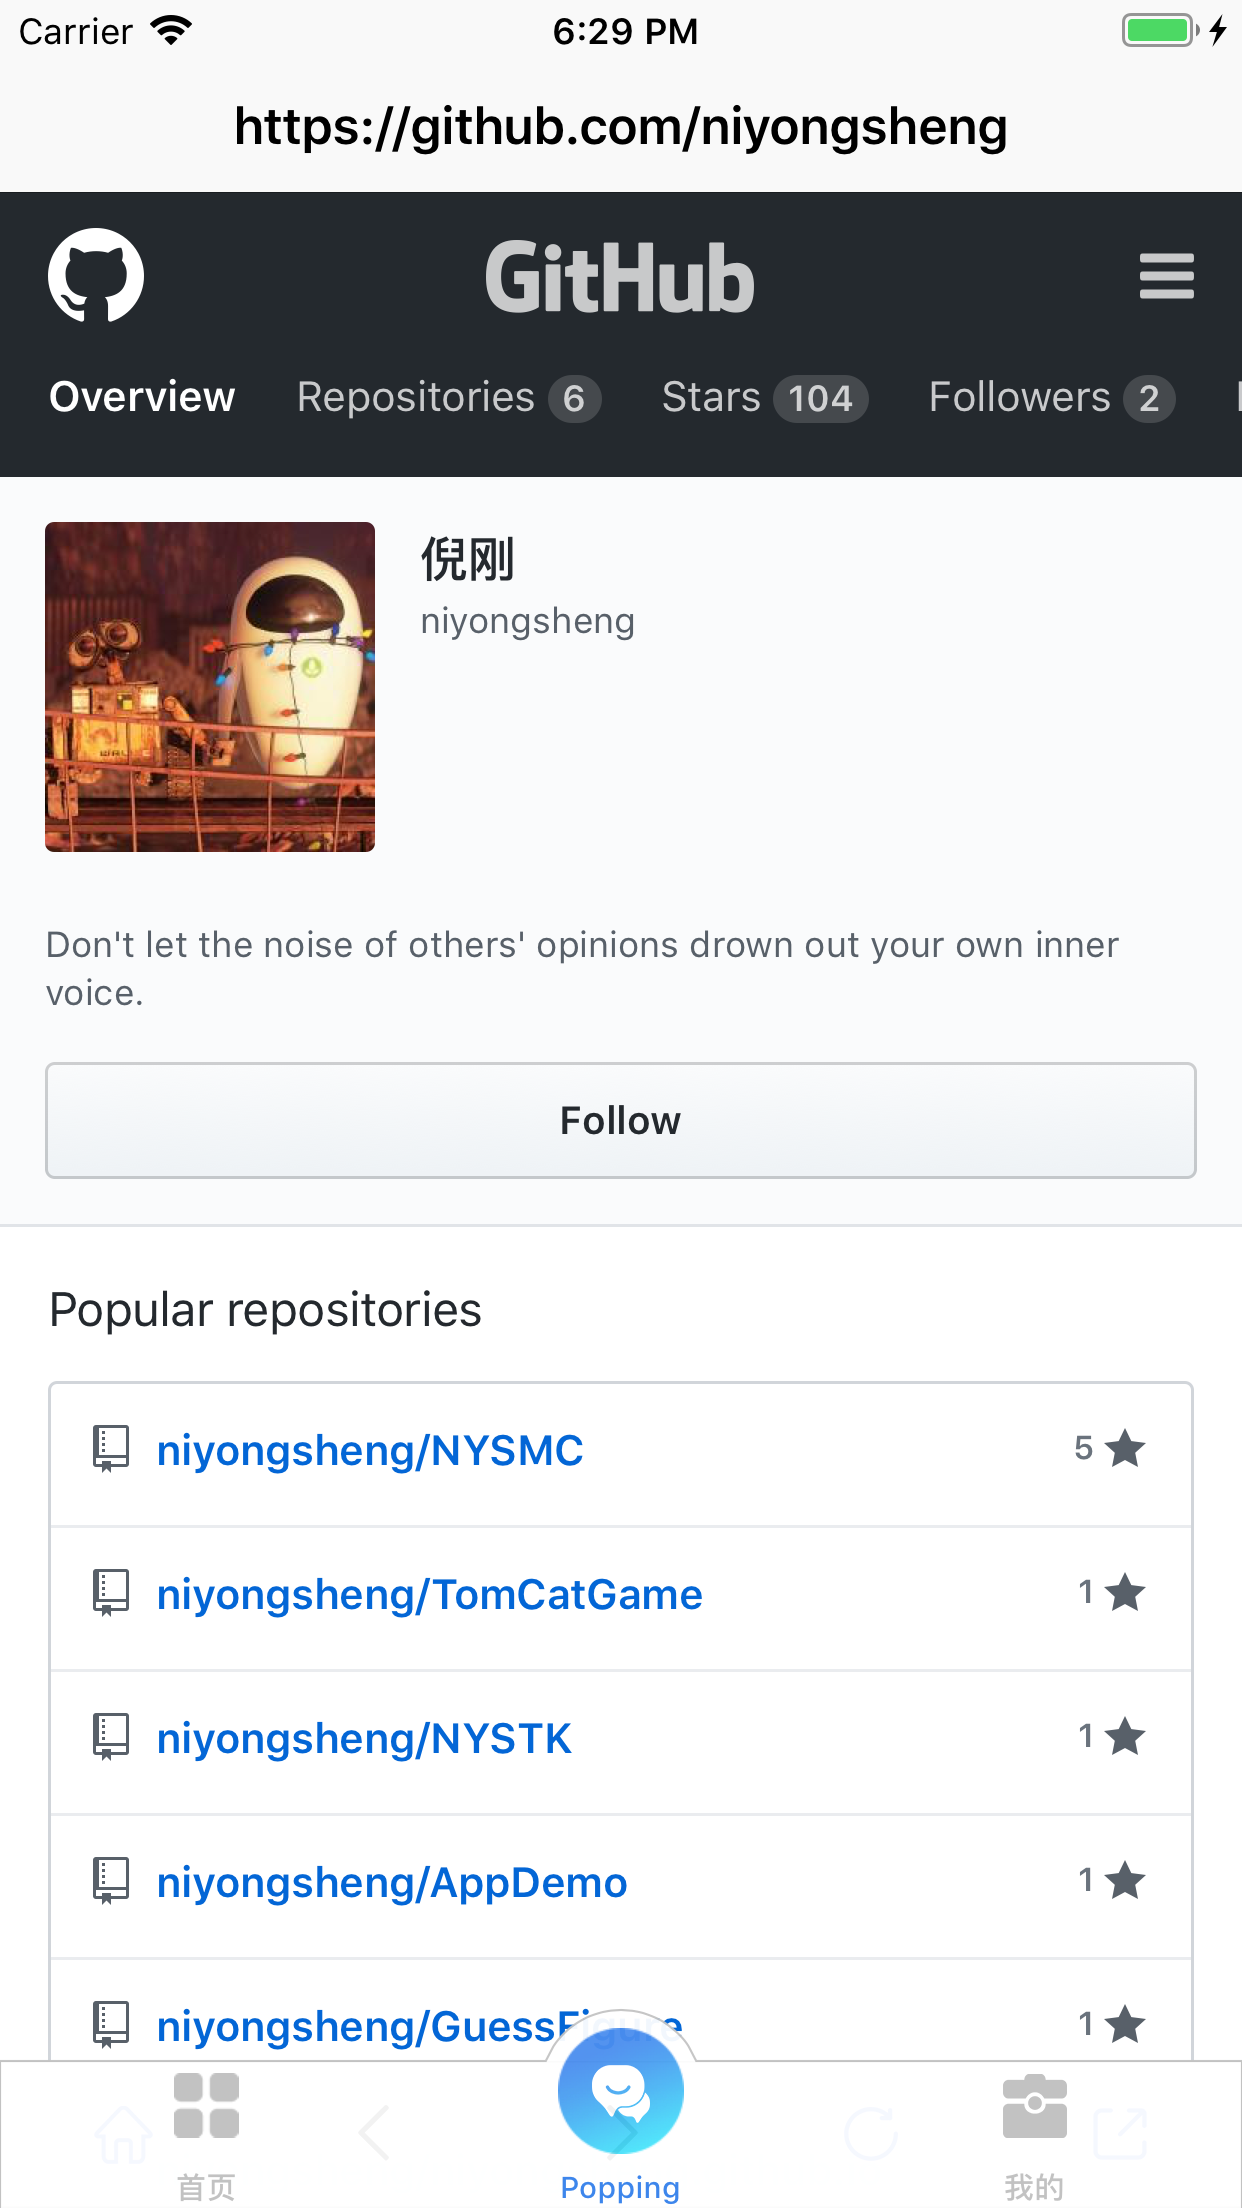 Carrier 6:29 PM
https://github.com/niyongsheng
GitHub
Overview Repositories 6 Stars 104 Followers 2
倪刚
niyongsheng
Don't let the noise of others' opinions drown out your own inner
voice.
Follow
Popular repositories
niyongsheng/NYSMC 5
niyongsheng/TomCatGame 1
niyongsheng/NYSTK 1
niyongsheng/AppDemo 1
niyongsheng/GuessFigure 1
首页 Popping 我的